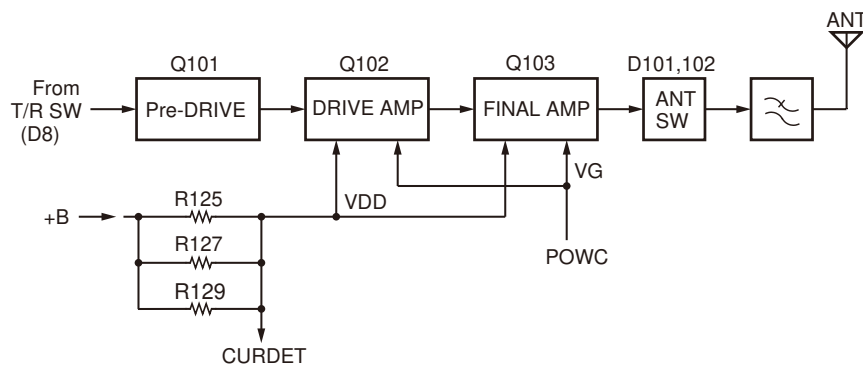 ANT
Q101
Q102
Q103
D101,102
From
T/R SW
(D8)
Pre-DRIVE
DRIVE AMP
FINAL AMP
ANT
SW
VG
+B
R125
VDD
R127
POWC
R129
CURDET